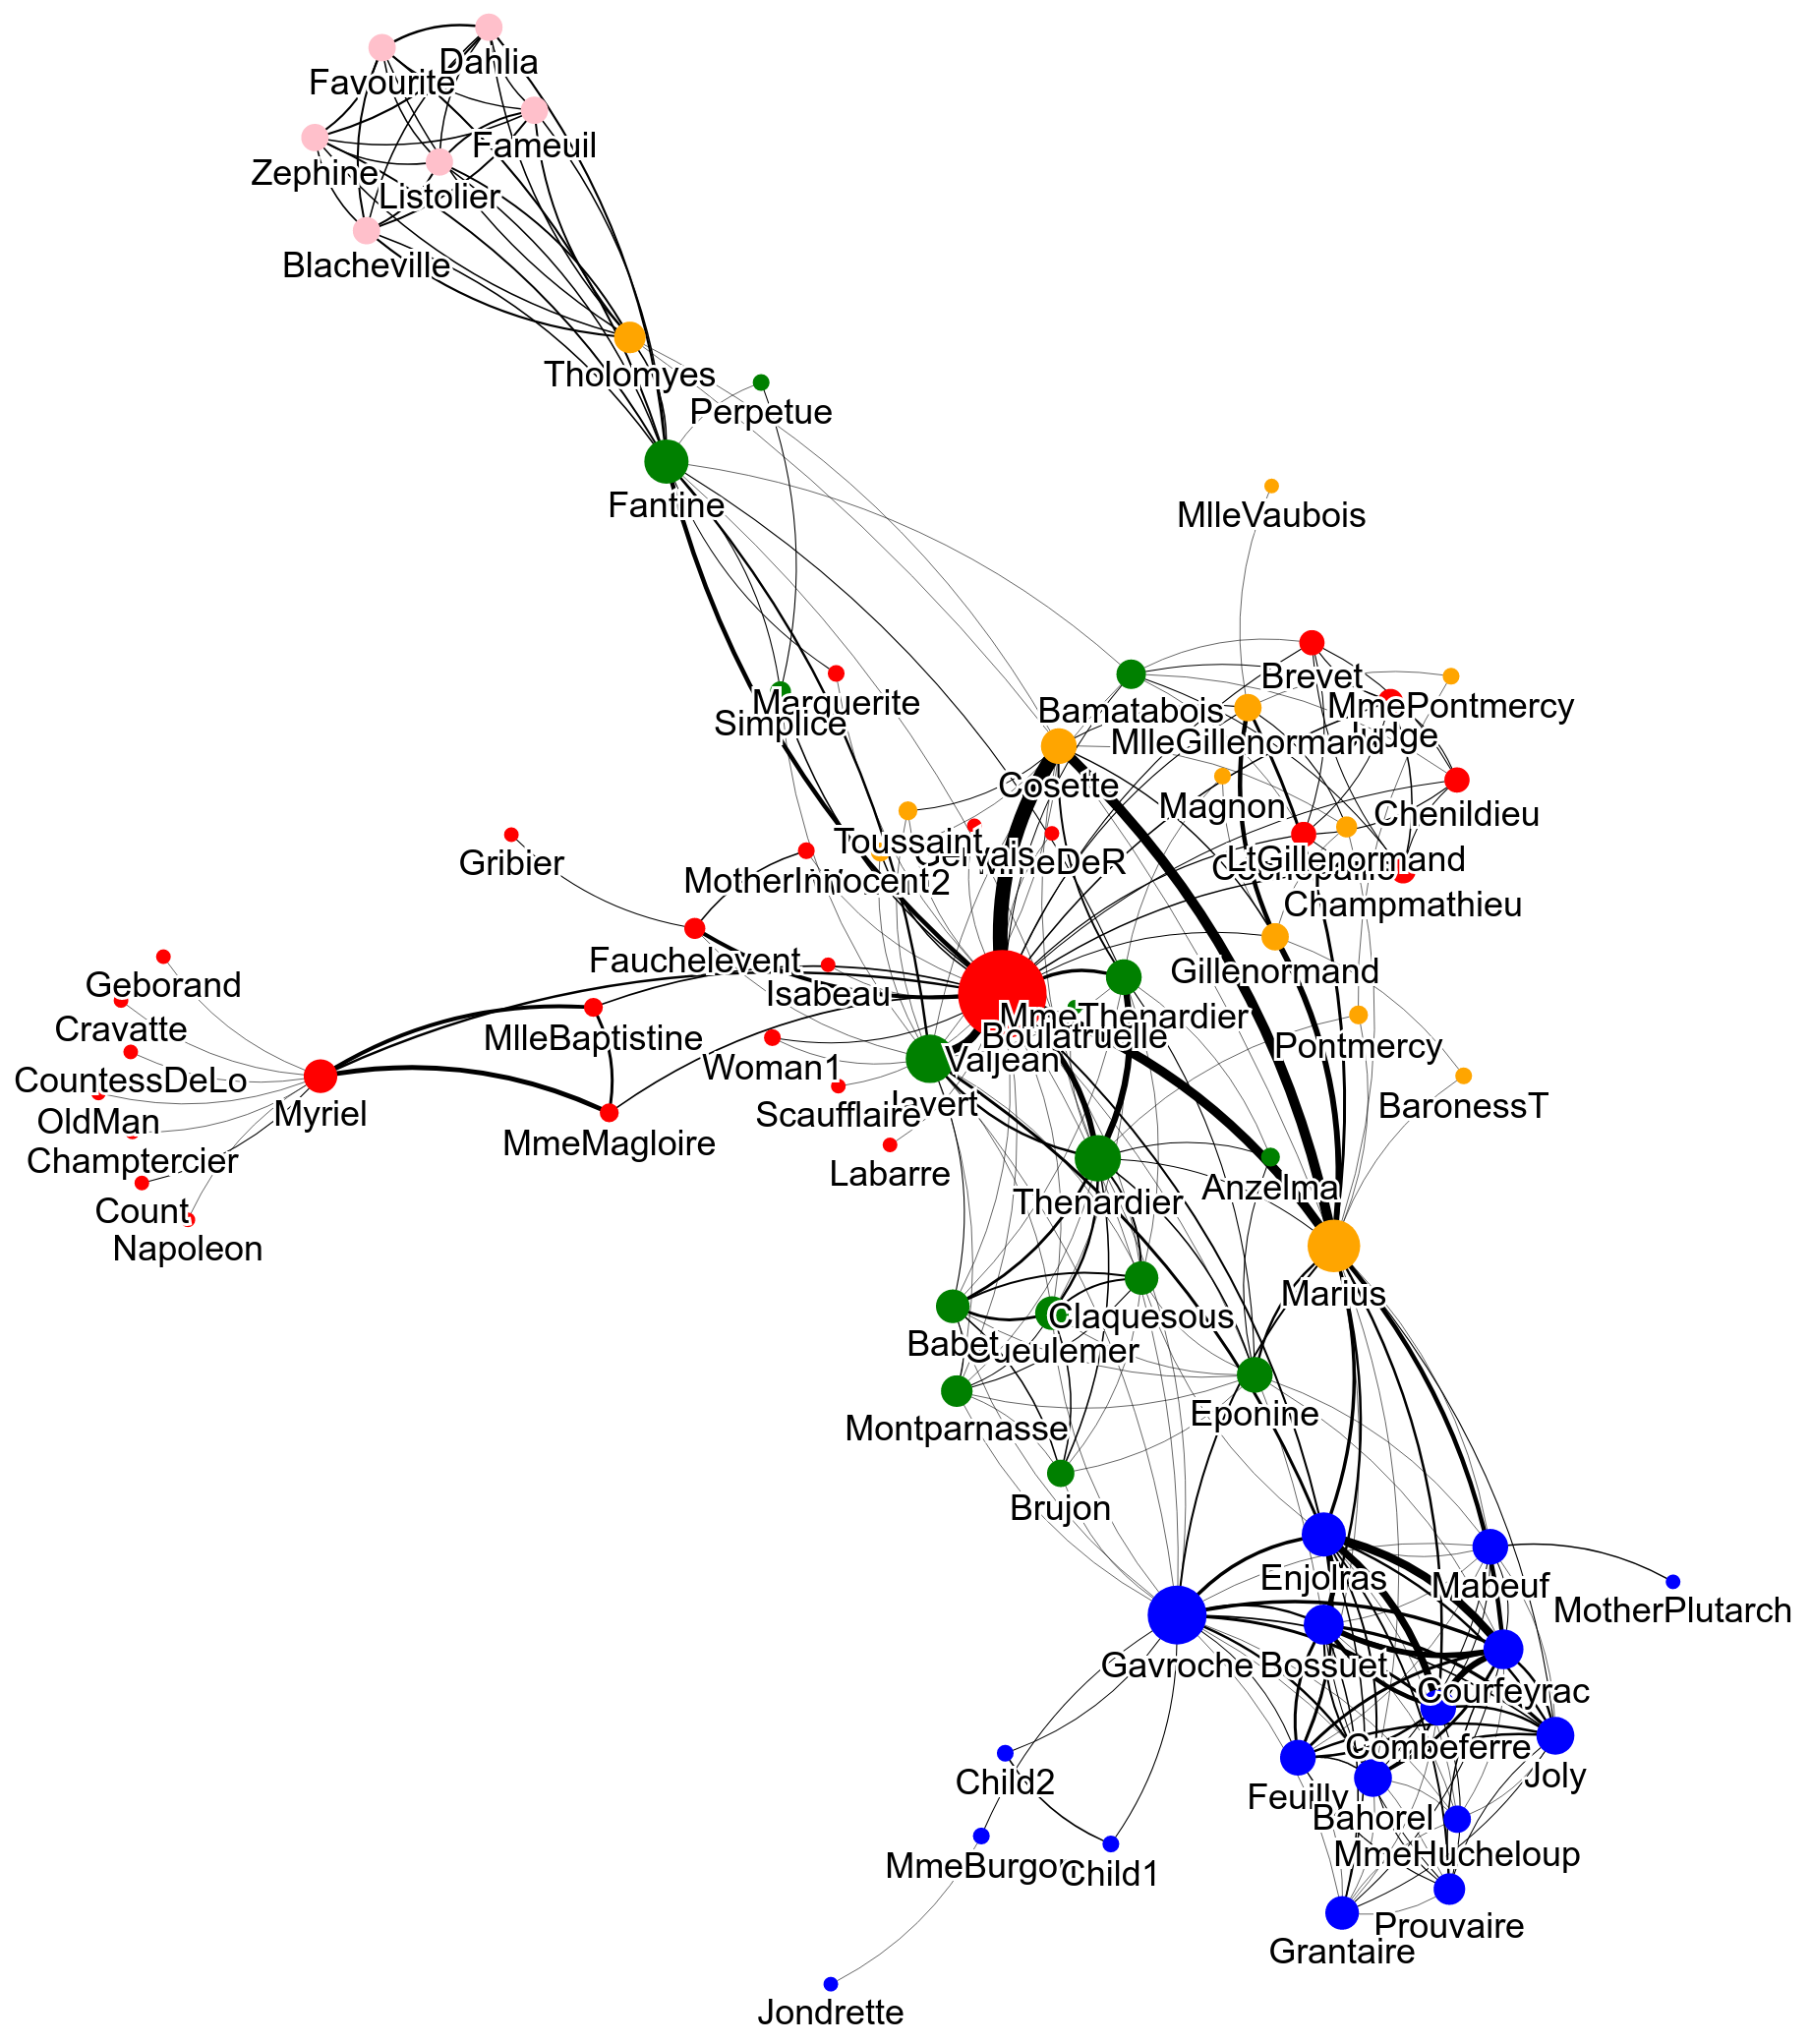 Dahlia
Favourite
Fameuil
Zephine
Listolier
Blacheville
Tholomyes
Perpetue
Fantine
MlleVaubois
Brevet
Marguerite
MmePontmercy
Simplice
Bamatabois
Judge
MlleGillenormand
Cosette
Magnon
Chenildieu
Toussaint
Gervais
MmeDeR
LtGillenormand
Gribier
Cochepaille
MotherInnocent
Woman2
Champmathieu
Fauchelevent
Gillenormand
Geborand
Isabeau
MmeThenardier
Cravatte
MlleBaptistine
Boulatruelle
Pontmercy
Valjean
Woman1
CountessDeLo
Javert
BaronessT
Myriel
Scaufflaire
OldMan
MmeMagloire
Champtercier
Labarre
Anzelma
Thenardier
Count
Napoleon
Marius
Claquesous
Babet
Gueulemer
Eponine
Montparnasse
Brujon
Enjolras
Mabeuf
MotherPlutarch
Gavroche
Bossuet
Courfeyrac
Combeferre
Joly
Child2
Feuilly
Bahorel
MmeHucheloup
MmeBurgon
Child1
Prouvaire
Grantaire
Jondrette